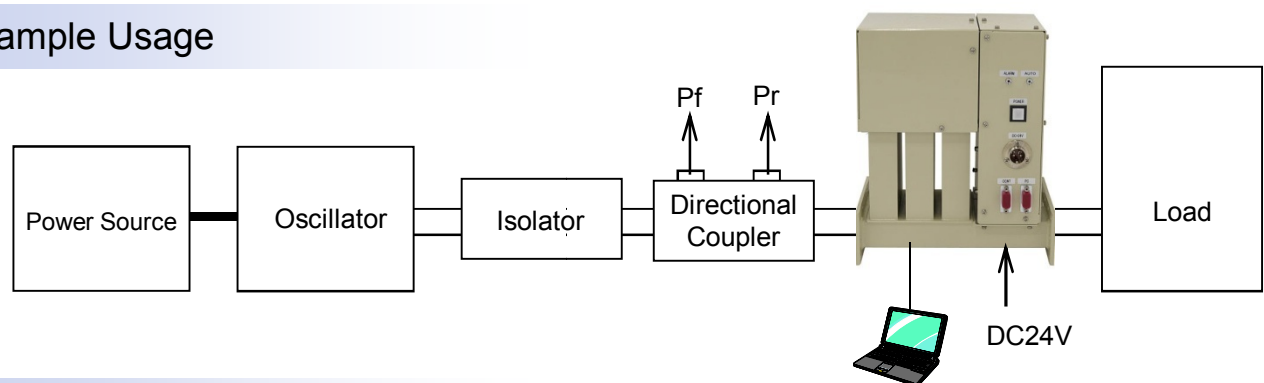 ample Usage
Pf
Pr
Power Source
Oscillator
Isolator
Directional
Coupler
Load
DC24V